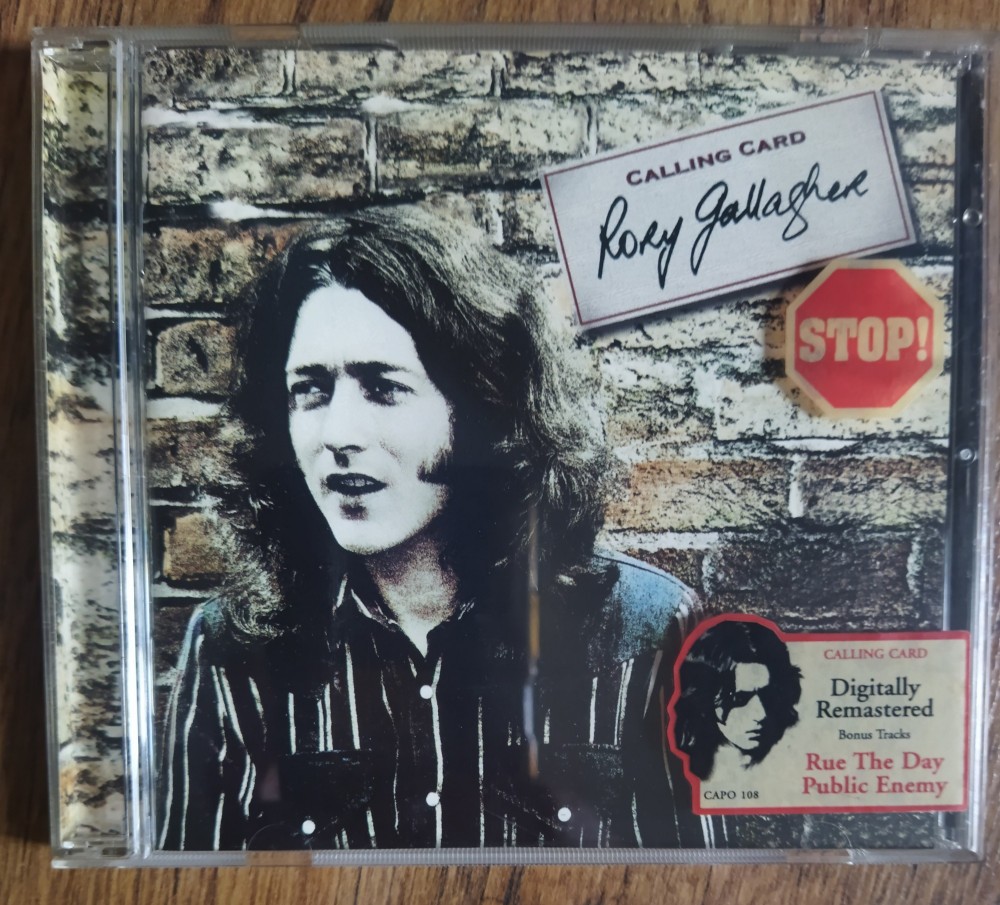 CALLING CARD
Rory Gallagher
STOP!
CALLING CARD
Digitally
Remastered
Bonus Tracks
Rue The Day
Public Enemy
CAPO 108